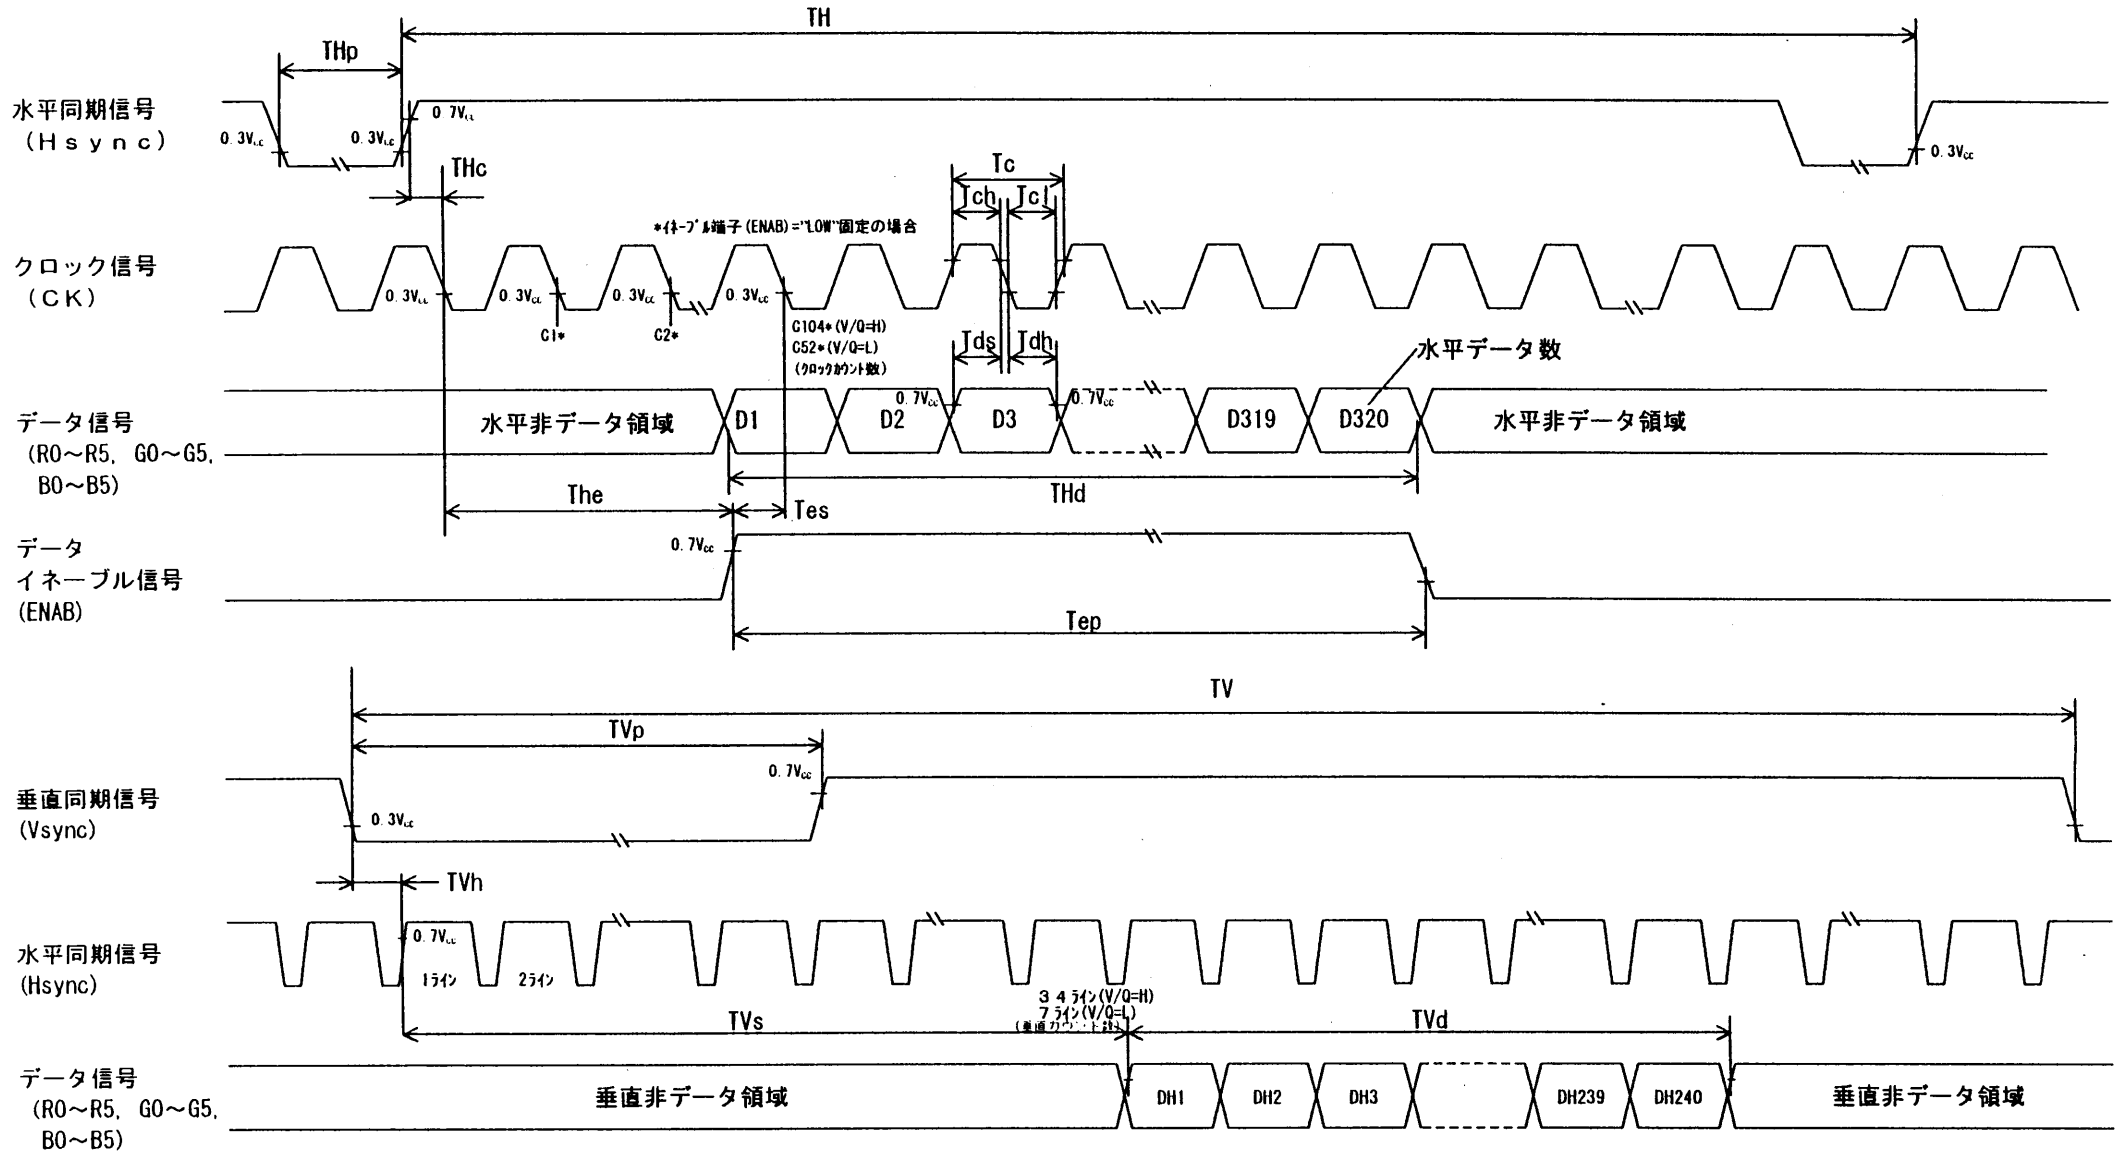 TH
THp
水平同期信号
(Hsync)
0.3Vcc
0.3Vcc
0.7Vcc
0.3Vcc
THc
Tc
Tch
Tcl
*イネーブル端子(ENAB)="LOW"固定の場合
クロック信号
(CK)
0.3Vcc
0.3Vcc
0.3Vcc
0.3Vcc
C1*
C2*
C104*(V/Q=H)
C52*(V/Q=L)
(クロックカウント数)
Tds
Tdh
水平データ数
データ信号
(R0～R5, G0～G5,
B0～B5)
水平非データ領域
D1
D2
0.7Vcc
D3
0.7Vcc
D319
D320
水平非データ領域
The
Tes
THd
データ
イネーブル信号
(ENAB)
0.7Vcc
Tep
TV
TVp
垂直同期信号
(Vsync)
0.3Vcc
0.7Vcc
TVh
水平同期信号
(Hsync)
0.7Vcc
1ライン
2ライン
34ライン(V/Q=H)
7ライン(V/Q=L)
(垂直カウント数)
TVs
TVd
データ信号
(R0～R5, G0～G5,
B0～B5)
垂直非データ領域
DH1
DH2
DH3
DH239
DH240
垂直非データ領域